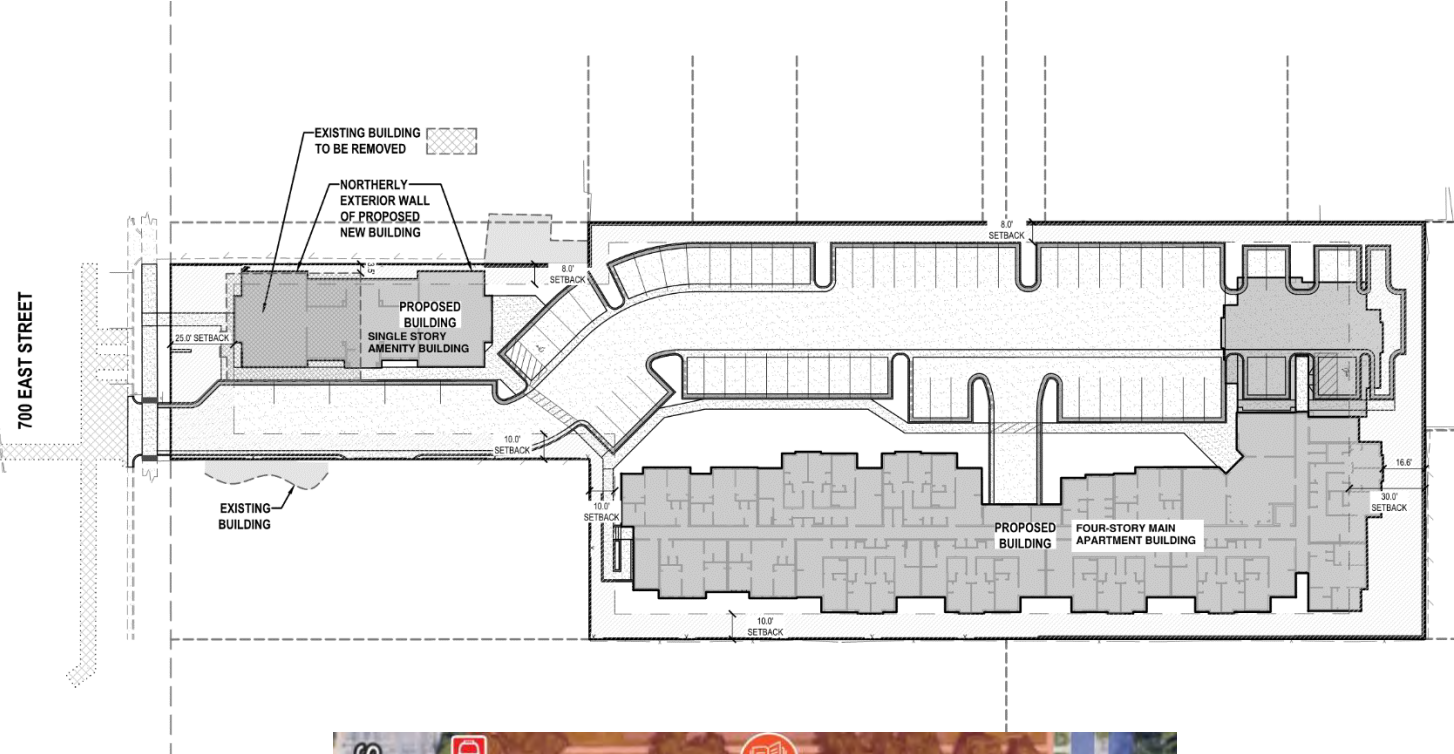 EXISTING BUILDING
TO BE REMOVED
NORTHERLY
EXTERIOR WALL
OF PROPOSED
NEW BUILDING
8.0'
SETBACK
3.5'
8.0'
SETBACK
PROPOSED
BUILDING
SINGLE STORY
AMENITY BUILDING
25.0' SETBACK
700 EAST STREET
10.0'
SETBACK
EXISTING
BUILDING
10.0'
SETBACK
16.6'
30.0'
SETBACK
PROPOSED
BUILDING
FOUR-STORY MAIN
APARTMENT BUILDING
10.0'
SETBACK